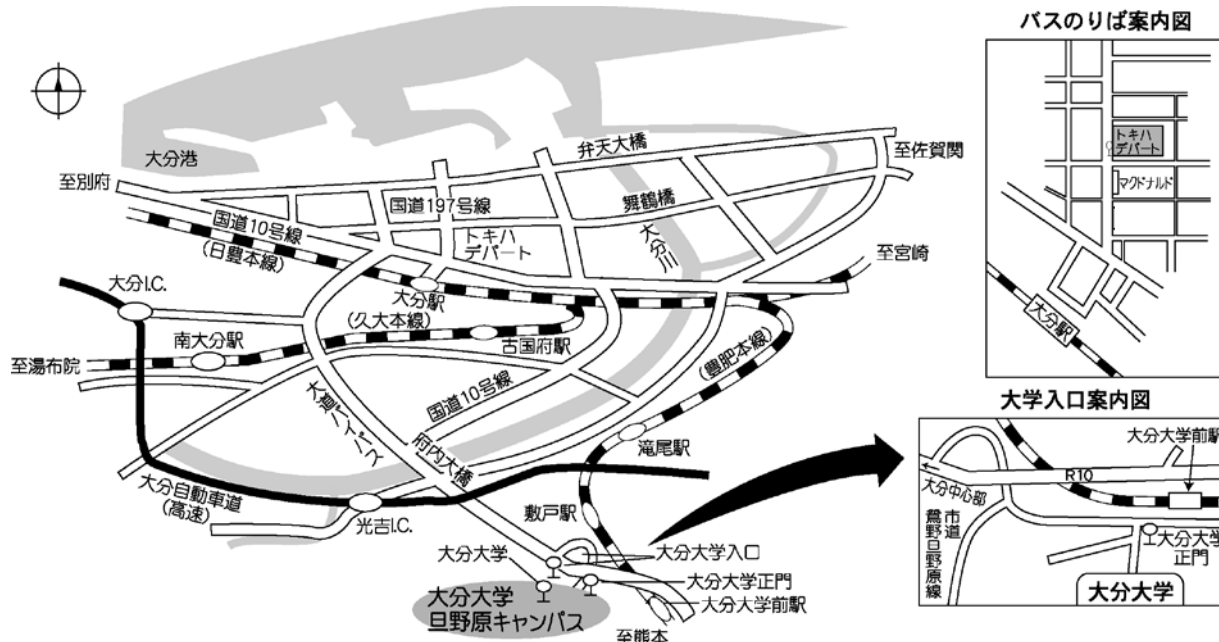 バスのりば案内図
トキハ
デパート
マクドナルド
大分駅
大分港
至別府
弁天大橋
至佐賀関
国道197号線
舞鶴橋
国道10号線
(日豊本線)
トキハ
デパート
大分川
至宮崎
大分I.C.
大分駅
(久大本線)
南大分駅
古国府駅
至湯布院
(豊肥本線)
国道10号線
大道バイパス
府内大橋
滝尾駅
大分自動車道
(高速)
光吉I.C.
敷戸駅
大分大学
大分大学入口
大分大学正門
大分大学前駅
大分大学
旦野原キャンパス
至熊本
大学入口案内図
大分大学前駅
R10
大分中心部
市道
鴛野旦野原線
大分大学
正門
大分大学